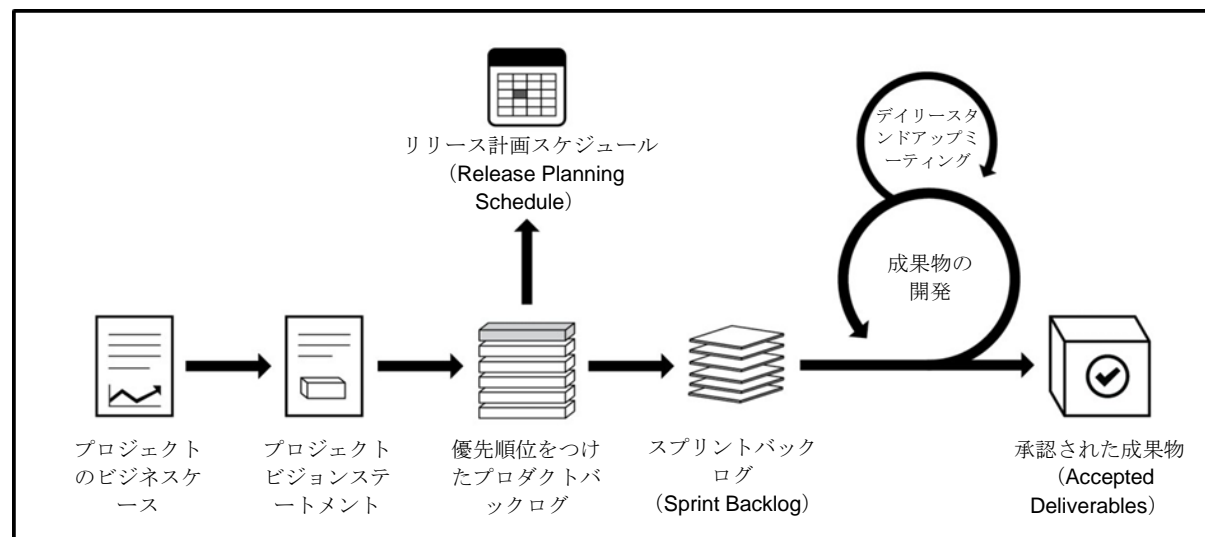 リリース計画スケジュール
（Release Planning
Schedule）
デイリースタ
ンドアップミ
ーティング
成果物の
開発
プロジェクト
のビジネスケ
ース
プロジェクト
ビジョンステ
ートメント
優先順位をつけ
たプロダクトバ
ックログ
スプリントバック
ログ
（Sprint Backlog）
承認された成果物
（Accepted
Deliverables）